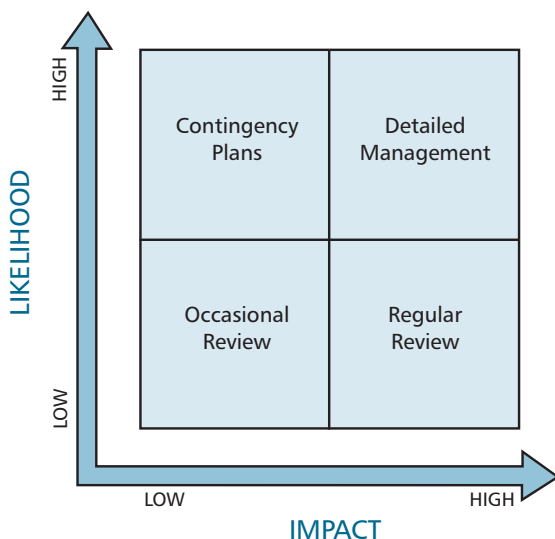 HIGH
Contingency
Plans
Detailed
Management
LIKELIHOOD
Occasional
Review
Regular
Review
LOW
LOW
HIGH
IMPACT